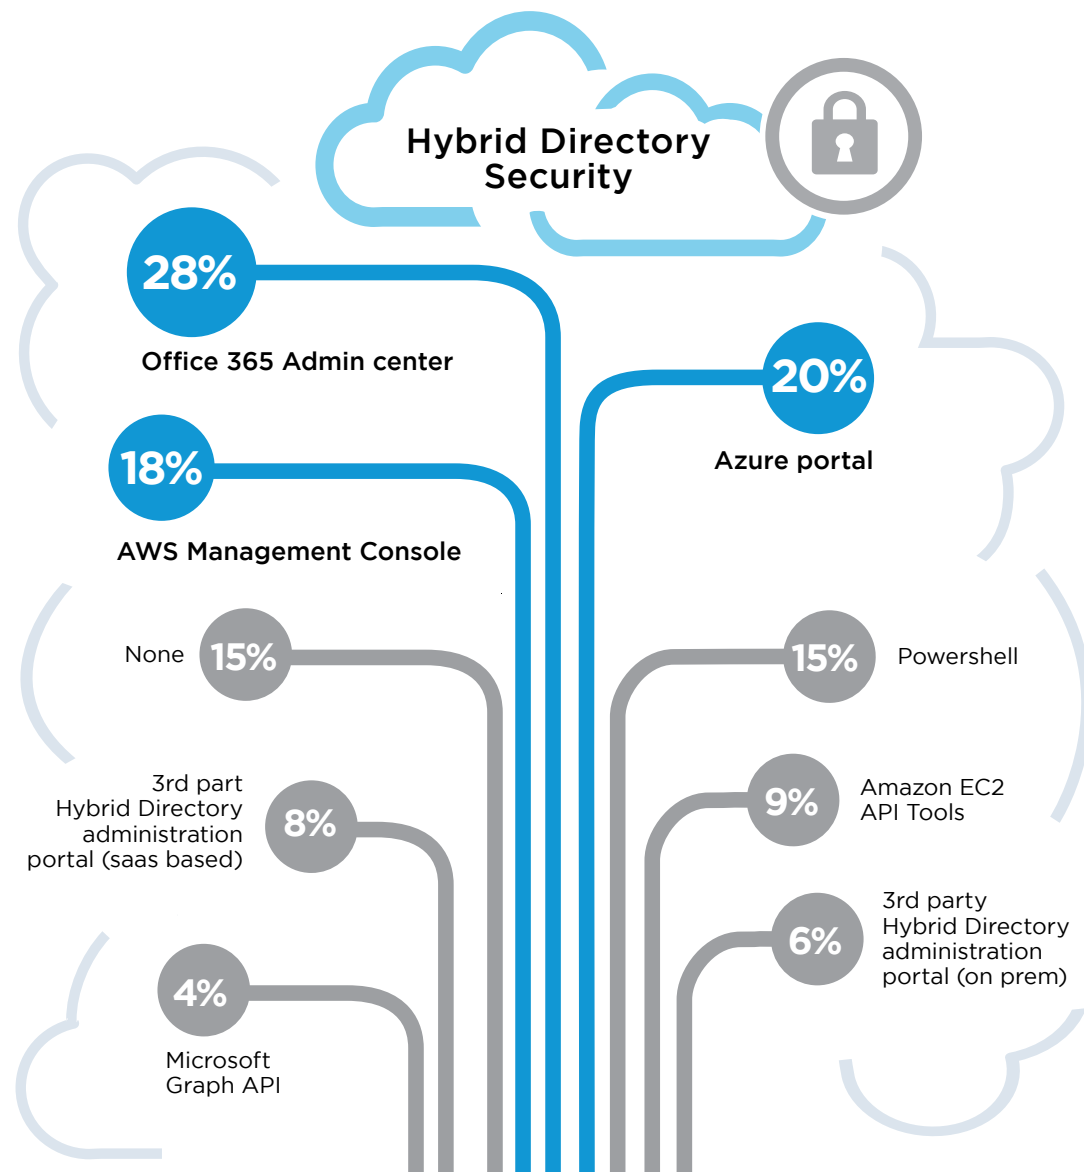 Hybrid Directory
Security
28%
Office 365 Admin center
20%
Azure portal
18%
AWS Management Console
None
15%
15%
Powershell
3rd part
Hybrid Directory
administration
portal (saas based)
8%
9%
Amazon EC2
API Tools
6%
3rd party
Hybrid Directory
administration
portal (on prem)
4%
Microsoft
Graph API